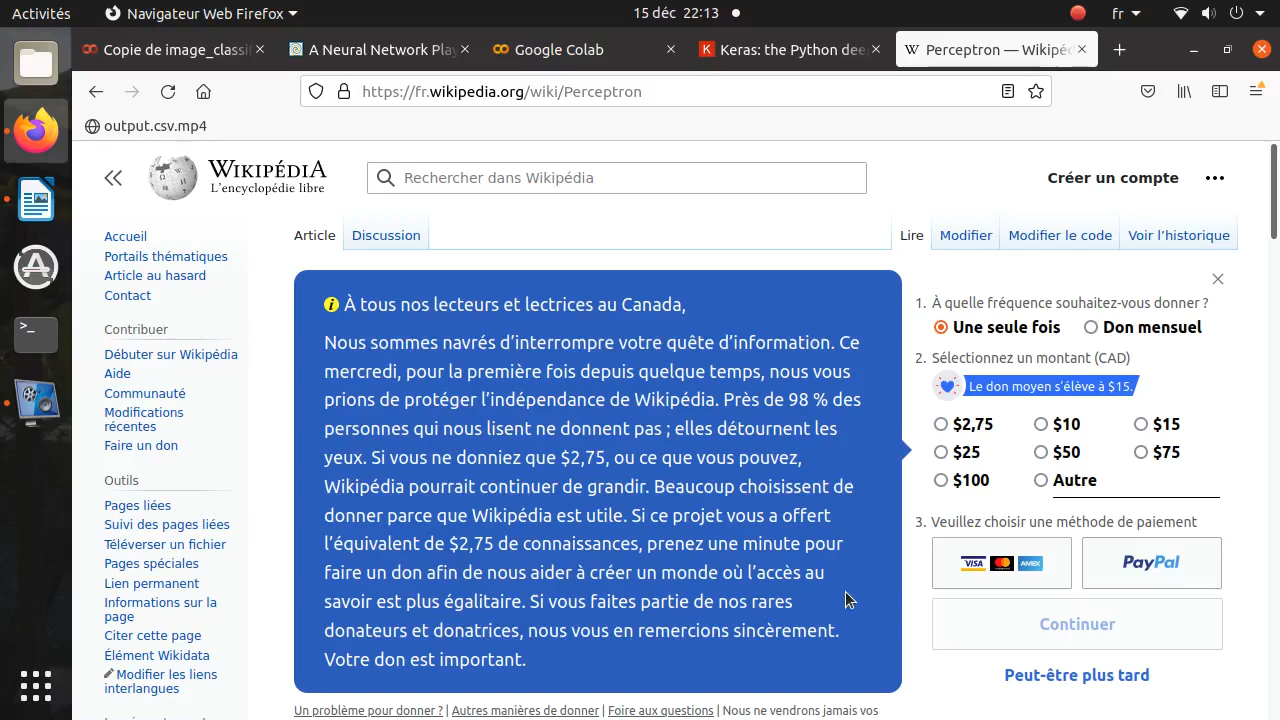 Activités
Navigateur Web Firefox
15 déc 22:13
fr
Copie de image_classif
A Neural Network Play
Google Colab
Keras: the Python dee
Perceptron — Wikipéd
https://fr.wikipedia.org/wiki/Perceptron
output.csv.mp4
WIKIPÉDIA
L'encyclopédie libre
Rechercher dans Wikipédia
Créer un compte
Accueil
Portails thématiques
Article au hasard
Contact
Contribuer
Débuter sur Wikipédia
Aide
Communauté
Modifications
récentes
Faire un don
Outils
Pages liées
Suivi des pages liées
Téléverser un fichier
Pages spéciales
Lien permanent
Informations sur la
page
Citer cette page
Élément Wikidata
Modifier les liens
interlangues
Article
Discussion
Lire
Modifier
Modifier le code
Voir l'historique
À tous nos lecteurs et lectrices au Canada,
Nous sommes navrés d'interrompre votre quête d'information. Ce
mercredi, pour la première fois depuis quelque temps, nous vous
prions de protéger l'indépendance de Wikipédia. Près de 98 % des
personnes qui nous lisent ne donnent pas ; elles détournent les
yeux. Si vous ne donniez que $2,75, ou ce que vous pouvez,
Wikipédia pourrait continuer de grandir. Beaucoup choisissent de
donner parce que Wikipédia est utile. Si ce projet vous a offert
l'équivalent de $2,75 de connaissances, prenez une minute pour
faire un don afin de nous aider à créer un monde où l'accès au
savoir est plus égalitaire. Si vous faites partie de nos rares
donateurs et donatrices, nous vous en remercions sincèrement.
Votre don est important.
1. À quelle fréquence souhaitez-vous donner ?
Une seule fois
Don mensuel
2. Sélectionnez un montant (CAD)
Le don moyen s'élève à $15.
$2,75
$10
$15
$25
$50
$75
$100
Autre
3. Veuillez choisir une méthode de paiement
VISA
AMEX
PayPal
Continuer
Peut-être plus tard
Un problème pour donner ? | Autres manières de donner | Foire aux questions | Nous ne vendrons jamais vos